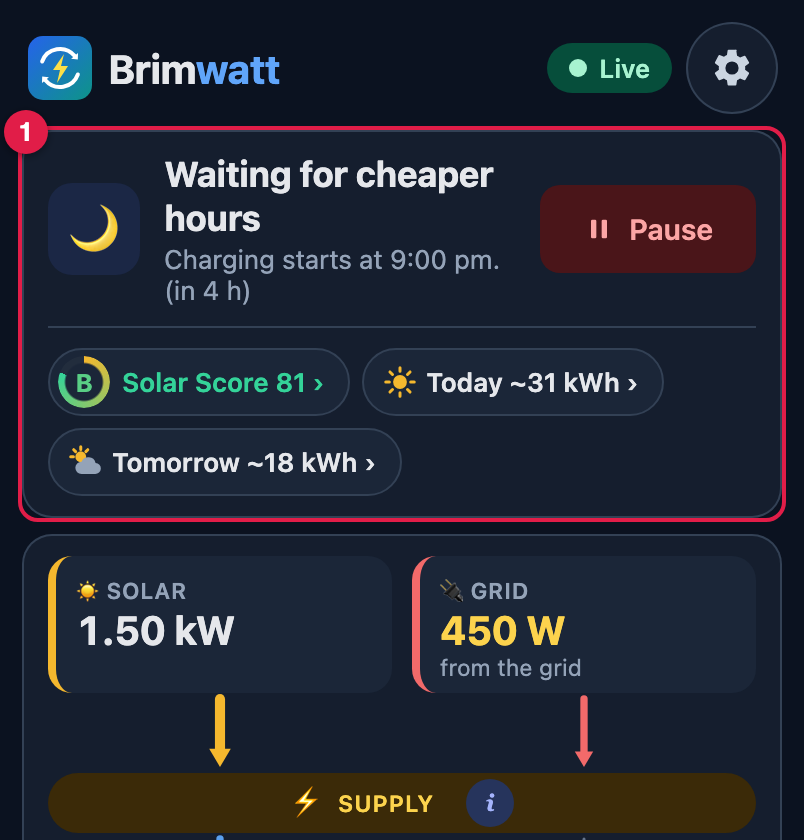 Brimwatt
Live
1
Waiting for cheaper
hours
Charging starts at 9:00 pm.
(in 4 h)
Pause
B
Solar Score 81 ›
Today ~31 kWh ›
Tomorrow ~18 kWh ›
SOLAR
1.50 kW
GRID
450 W
from the grid
SUPPLY
i